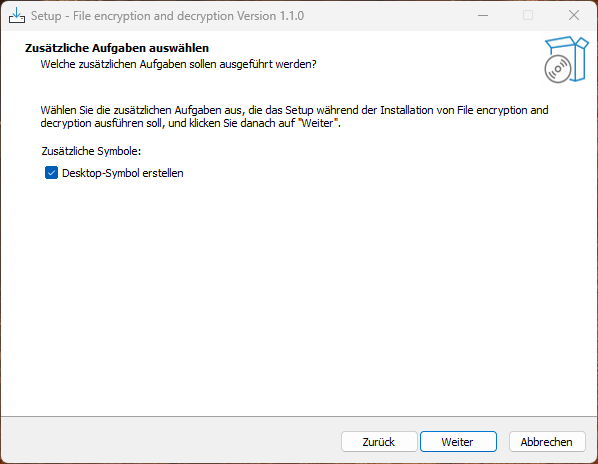 Setup - File encryption and decryption Version 1.1.0
Zusätzliche Aufgaben auswählen
Welche zusätzlichen Aufgaben sollen ausgeführt werden?
Wählen Sie die zusätzlichen Aufgaben aus, die das Setup während der Installation von File encryption and
decryption ausführen soll, und klicken Sie danach auf "Weiter".
Zusätzliche Symbole:
Desktop-Symbol erstellen
Zurück Weiter Abbrechen